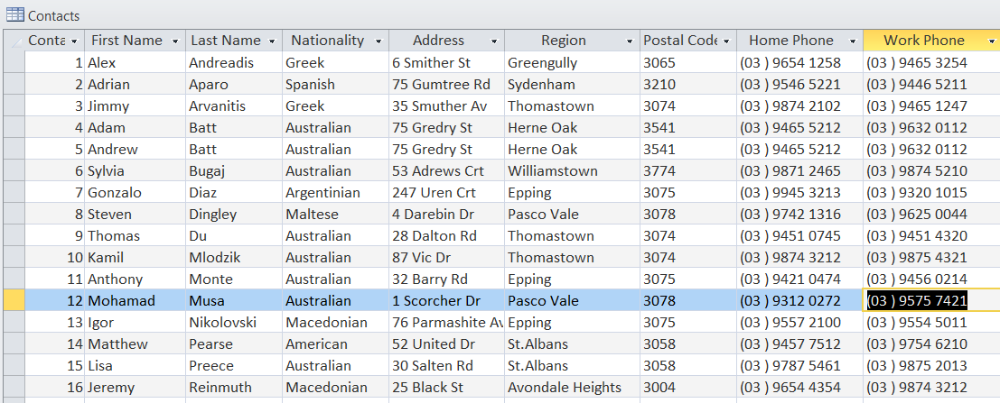 Contacts
Conta First Name Last Name Nationality Address Region Postal Code Home Phone Work Phone
1 Alex Andreadis Greek 6 Smither St Greengully 3065 (03 ) 9654 1258 (03 ) 9465 3254
2 Adrian Aparo Spanish 75 Gumtree Rd Sydenham 3210 (03 ) 9546 5221 (03 ) 9446 5211
3 Jimmy Arvanitis Greek 35 Smuther Av Thomastown 3074 (03 ) 9874 2102 (03 ) 9465 1247
4 Adam Batt Australian 75 Gredry St Herne Oak 3541 (03 ) 9465 5212 (03 ) 9632 0112
5 Andrew Batt Australian 75 Gredry St Herne Oak 3541 (03 ) 9465 5212 (03 ) 9632 0112
6 Sylvia Bugaj Australian 53 Adrews Crt Williamstown 3774 (03 ) 9871 2465 (03 ) 9874 5210
7 Gonzalo Diaz Argentinian 247 Uren Crt Epping 3075 (03 ) 9945 3213 (03 ) 9320 1015
8 Steven Dingley Maltese 4 Darebin Dr Pasco Vale 3078 (03 ) 9742 1316 (03 ) 9625 0044
9 Thomas Du Australian 28 Dalton Rd Thomastown 3074 (03 ) 9451 0745 (03 ) 9451 4320
10 Kamil Mlodzik Australian 87 Vic Dr Thomastown 3074 (03 ) 9874 3212 (03 ) 9875 4321
11 Anthony Monte Australian 32 Barry Rd Epping 3075 (03 ) 9421 0474 (03 ) 9456 0214
12 Mohamad Musa Australian 1 Scorcher Dr Pasco Vale 3078 (03 ) 9312 0272 (03 ) 9575 7421
13 Igor Nikolovski Macedonian 76 Parmashite Av Epping 3075 (03 ) 9557 2100 (03 ) 9554 5011
14 Matthew Pearse American 52 United Dr St.Albans 3058 (03 ) 9457 7512 (03 ) 9754 6210
15 Lisa Preece Australian 30 Salten Rd St.Albans 3058 (03 ) 9787 5461 (03 ) 9875 2013
16 Jeremy Reinmuth Macedonian 25 Black St Avondale Heights 3004 (03 ) 9654 4354 (03 ) 9874 3212